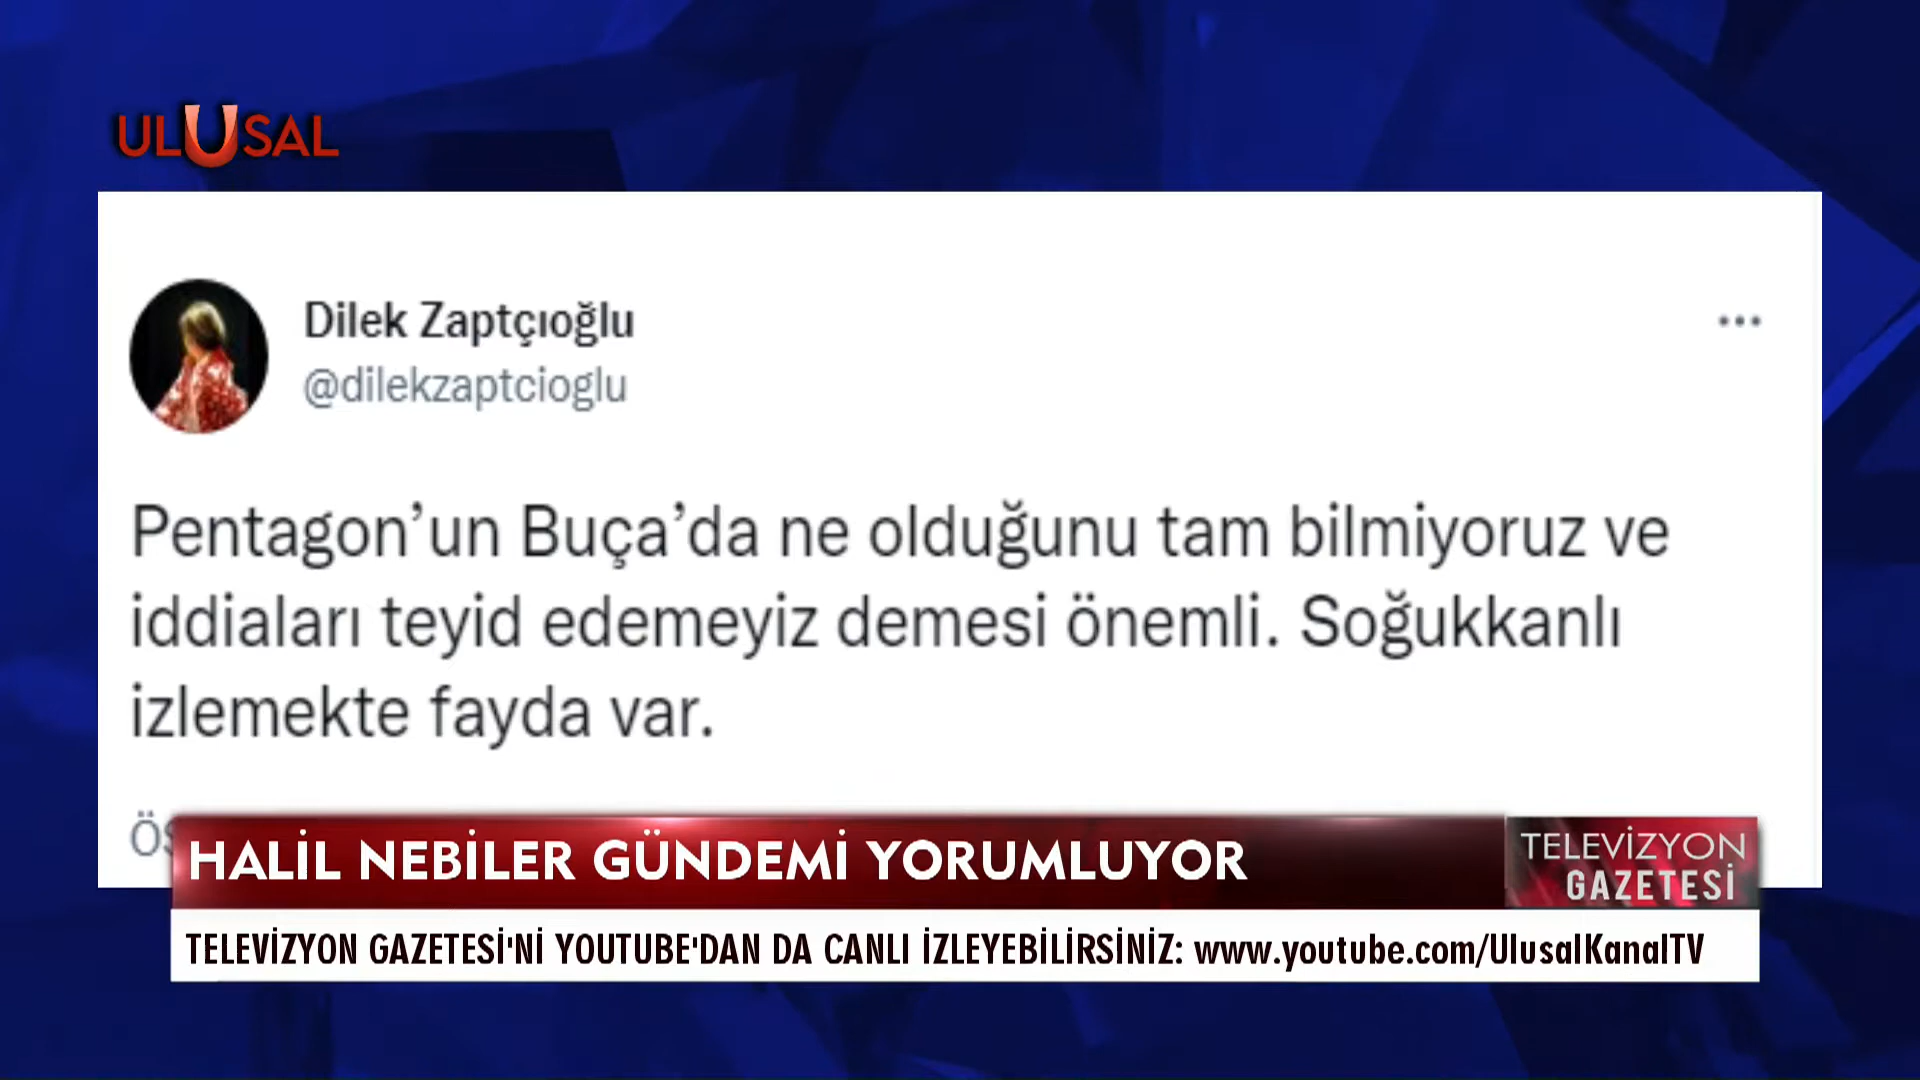 ULUSAL
Dilek Zaptçıoğlu
@dilekzaptcioglu
Pentagon’un Buça’da ne olduğunu tam bilmiyoruz ve
iddiaları teyid edemeyiz demesi önemli. Soğukkanlı
izlemekte fayda var.
HALİL NEBİLER GÜNDEMİ YORUMLUYOR
TELEVİZYON
GAZETESİ
TELEVİZYON GAZETESİ'Nİ YOUTUBE'DAN DA CANLI İZLEYEBİLİRSİNİZ: www.youtube.com/UlusalKanalTV